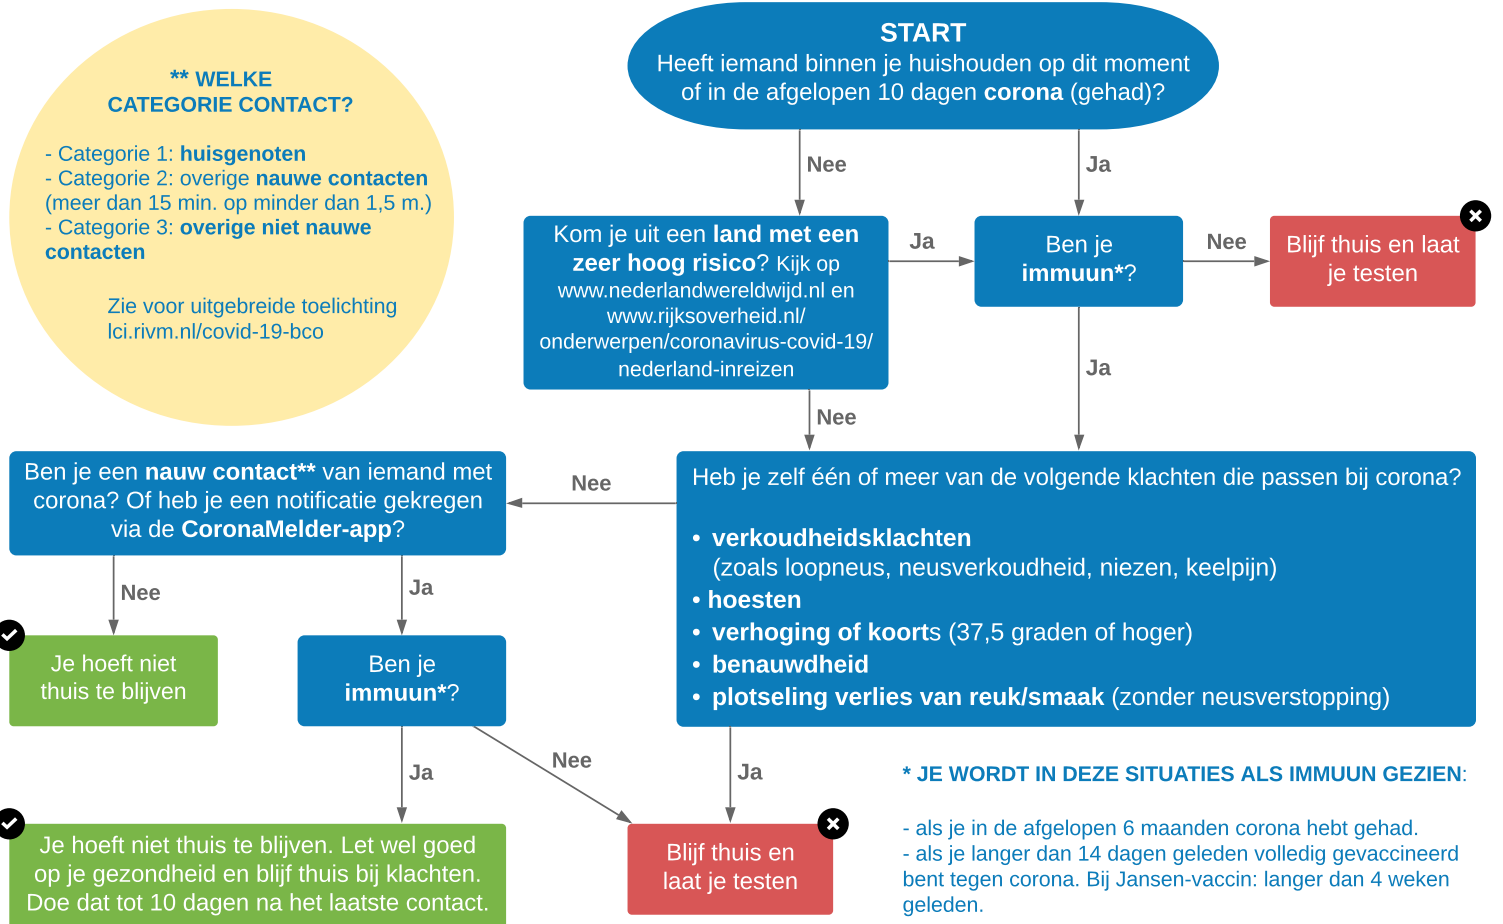 ** WELKE
CATEGORIE CONTACT?
- Categorie 1: huisgenoten
- Categorie 2: overige nauwe contacten
(meer dan 15 min. op minder dan 1,5 m.)
- Categorie 3: overige niet nauwe
contacten
Zie voor uitgebreide toelichting
lci.rivm.nl/covid-19-bco
START
Heeft iemand binnen je huishouden op dit moment
of in de afgelopen 10 dagen corona (gehad)?
Nee
Ja
Kom je uit een land met een
zeer hoog risico? Kijk op
www.nederlandwereldwijd.nl en
www.rijksoverheid.nl/
onderwerpen/coronavirus-covid-19/
nederland-inreizen
Ja
Ben je
immuun*?
Nee
Blijf thuis en laat
je testen
Nee
Ja
Heb je zelf één of meer van de volgende klachten die passen bij corona?
• verkoudheidsklachten
(zoals loopneus, neusverkoudheid, niezen, keelpijn)
• hoesten
• verhoging of koorts (37,5 graden of hoger)
• benauwdheid
• plotseling verlies van reuk/smaak (zonder neusverstopping)
Nee
Ben je een nauw contact** van iemand met
corona? Of heb je een notificatie gekregen
via de CoronaMelder-app?
Nee
Ja
Je hoeft niet
thuis te blijven
Ben je
immuun*?
Ja
Nee
Ja
Je hoeft niet thuis te blijven. Let wel goed
op je gezondheid en blijf thuis bij klachten.
Doe dat tot 10 dagen na het laatste contact.
Blijf thuis en
laat je testen
* JE WORDT IN DEZE SITUATIES ALS IMMUUN GEZIEN:
- als je in de afgelopen 6 maanden corona hebt gehad.
- als je langer dan 14 dagen geleden volledig gevaccineerd
bent tegen corona. Bij Jansen-vaccin: langer dan 4 weken
geleden.